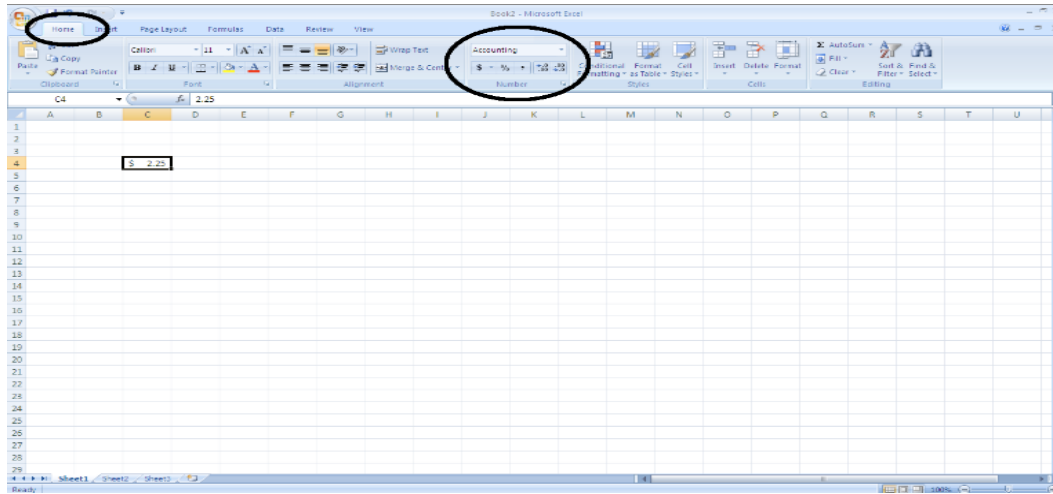 Book2 - Microsoft Excel
Home Insert Page Layout Formulas Data Review View
Paste
Copy
Format Painter
Clipboard
Calibri 11
B I U
Font
Wrap Text
Merge & Center
Alignment
Accounting
$ % ,
Number
Conditional Formatting
Format as Table
Cell Styles
Styles
Insert Delete Format
Cells
Σ AutoSum
Fill
Clear
Sort & Filter
Find & Select
Editing
C4 fx 2.25
A B C D E F G H I J K L M N O P Q R S T U
1
2
3
4 $ 2.25
5
6
7
8
9
10
11
12
13
14
15
16
17
18
19
20
21
22
23
24
25
26
27
28
29
Sheet1 Sheet2 Sheet3
Ready 100%